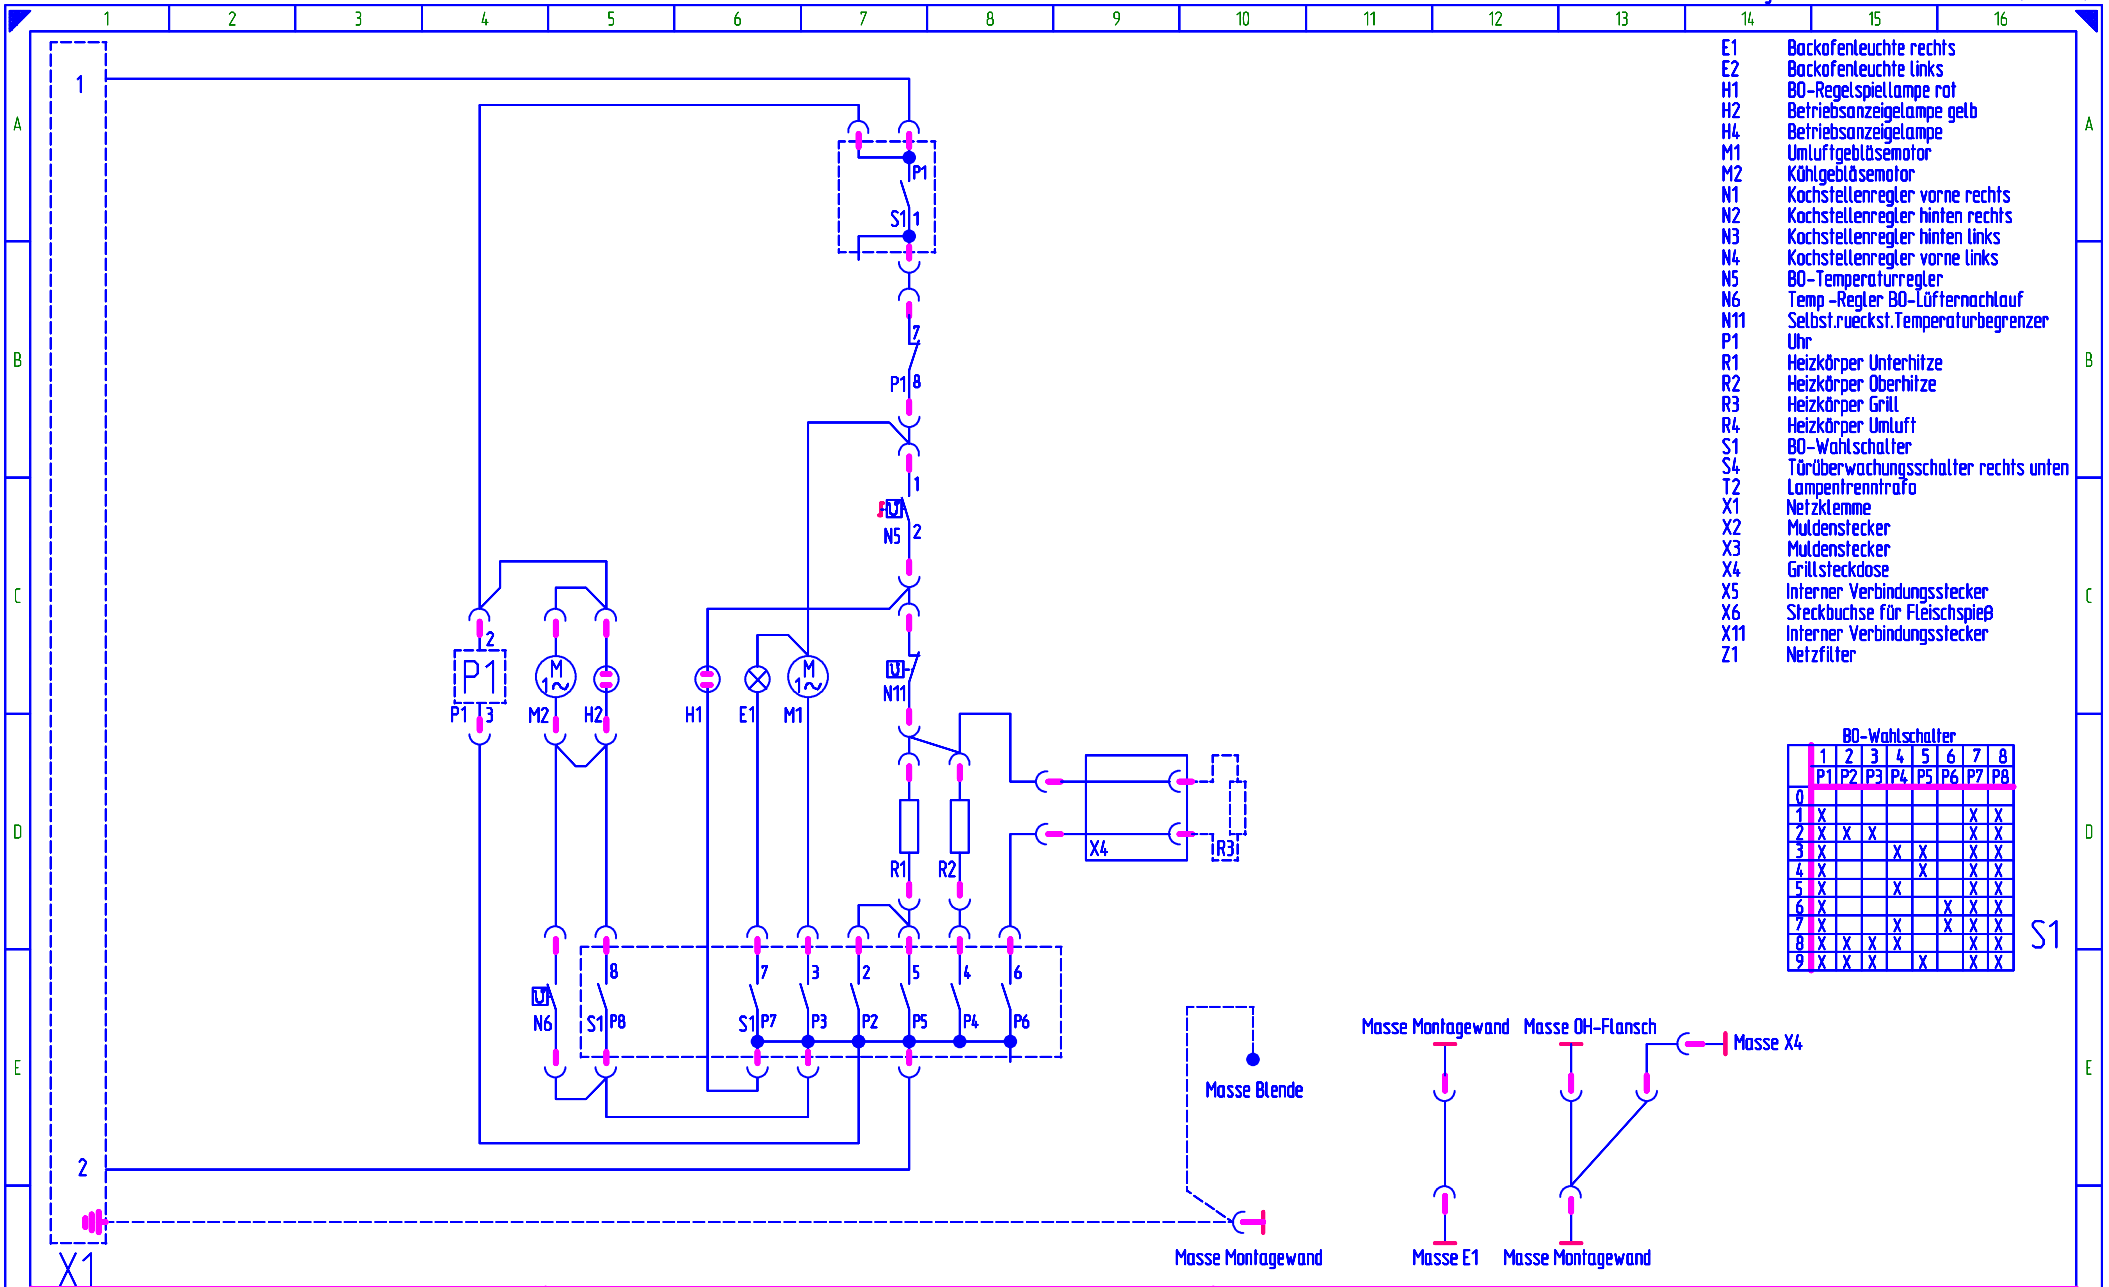 1 2 3 4 5 6 7 8 9 10 11 12 13 14 15 16
E1 Backofenleuchte rechts
E2 Backofenleuchte links
H1 BO-Regelspiellampe rot
H2 Betriebsanzeigelampe gelb
H4 Betriebsanzeigelampe
M1 Umluftgebläsemotor
M2 Kühlgebläsemotor
N1 Kochstellenregler vorne rechts
N2 Kochstellenregler hinten rechts
N3 Kochstellenregler hinten links
N4 Kochstellenregler vorne links
N5 BO-Temperaturregler
N6 Temp -Regler BO-Lüfternachlauf
N11 Selbst.rueckst.Temperaturbegrenzer
P1 Uhr
R1 Heizkörper Unterhitze
R2 Heizkörper Oberhitze
R3 Heizkörper Grill
R4 Heizkörper Umluft
S1 BO-Wahlschalter
S4 Türüberwachungsschalter rechts unten
T2 Lampentrenntrafo
X1 Netzklemme
X2 Muldenstecker
X3 Muldenstecker
X4 Grillsteckdose
X5 Interner Verbindungsstecker
X6 Steckbuchse für Fleischspieß
X11 Interner Verbindungsstecker
Z1 Netzfilter
1
A A
P1
S1 1
7
B B
P1 8
1
N5 2
C C
2
P1 M 1 M 1
N11
P1 3 M2 H2 H1 E1 M1
BO-Wahlschalter
1 2 3 4 5 6 7 8
P1 P2 P3 P4 P5 P6 P7 P8
0
1 X X X
2 X X X X X
3 X X X X X
4 X X X X
5 X X X X
6 X X X X
7 X X X X X
8 X X X X X X
9 X X X X X X
S1
D D
X4 R3
R1 R2
8 7 3 2 5 4 6
N6 S1 P8 S1 P7 P3 P2 P5 P4 P6
Masse Montagewand Masse OH-Flansch
Masse X4
E E
Masse Blende
2
Masse Montagewand Masse E1 Masse Montagewand
X1